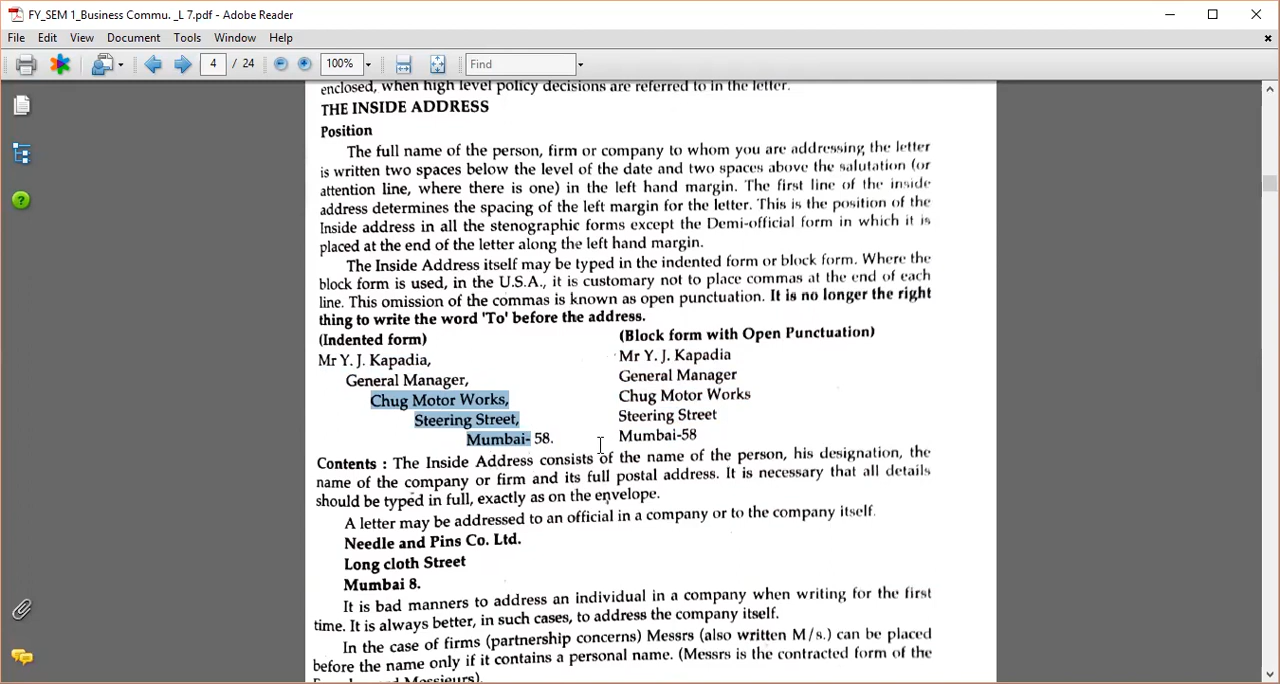 FY_SEM 1_Business Commu. _L 7.pdf - Adobe Reader
File Edit View Document Tools Window Help
4 / 24 100% Find
enclosed, when high level policy decisions are referred to in the letter.
THE INSIDE ADDRESS
Position
The full name of the person, firm or company to whom you are addressing the letter
is written two spaces below the level of the date and two spaces above the salutation (or
attention line, where there is one) in the left hand margin. The first line of the inside
address determines the spacing of the left margin for the letter. This is the position of the
Inside address in all the stenographic forms except the Demi-official form in which it is
placed at the end of the letter along the left hand margin.
The Inside Address itself may be typed in the indented form or block form. Where the
block form is used, in the U.S.A., it is customary not to place commas at the end of each
line. This omission of the commas is known as open punctuation. It is no longer the right
thing to write the word 'To' before the address.
(Indented form)
Mr Y. J. Kapadia,
General Manager,
Chug Motor Works,
Steering Street,
Mumbai- 58.
(Block form with Open Punctuation)
Mr Y. J. Kapadia
General Manager
Chug Motor Works
Steering Street
Mumbai-58
Contents : The Inside Address consists of the name of the person, his designation, the
name of the company or firm and its full postal address. It is necessary that all details
should be typed in full, exactly as on the envelope.
A letter may be addressed to an official in a company or to the company itself.
Needle and Pins Co. Ltd.
Long cloth Street
Mumbai 8.
It is bad manners to address an individual in a company when writing for the first
time. It is always better, in such cases, to address the company itself.
In the case of firms (partnership concerns) Messrs (also written M/s.) can be placed
before the name only if it contains a personal name. (Messrs is the contracted form of the
Messieurs).